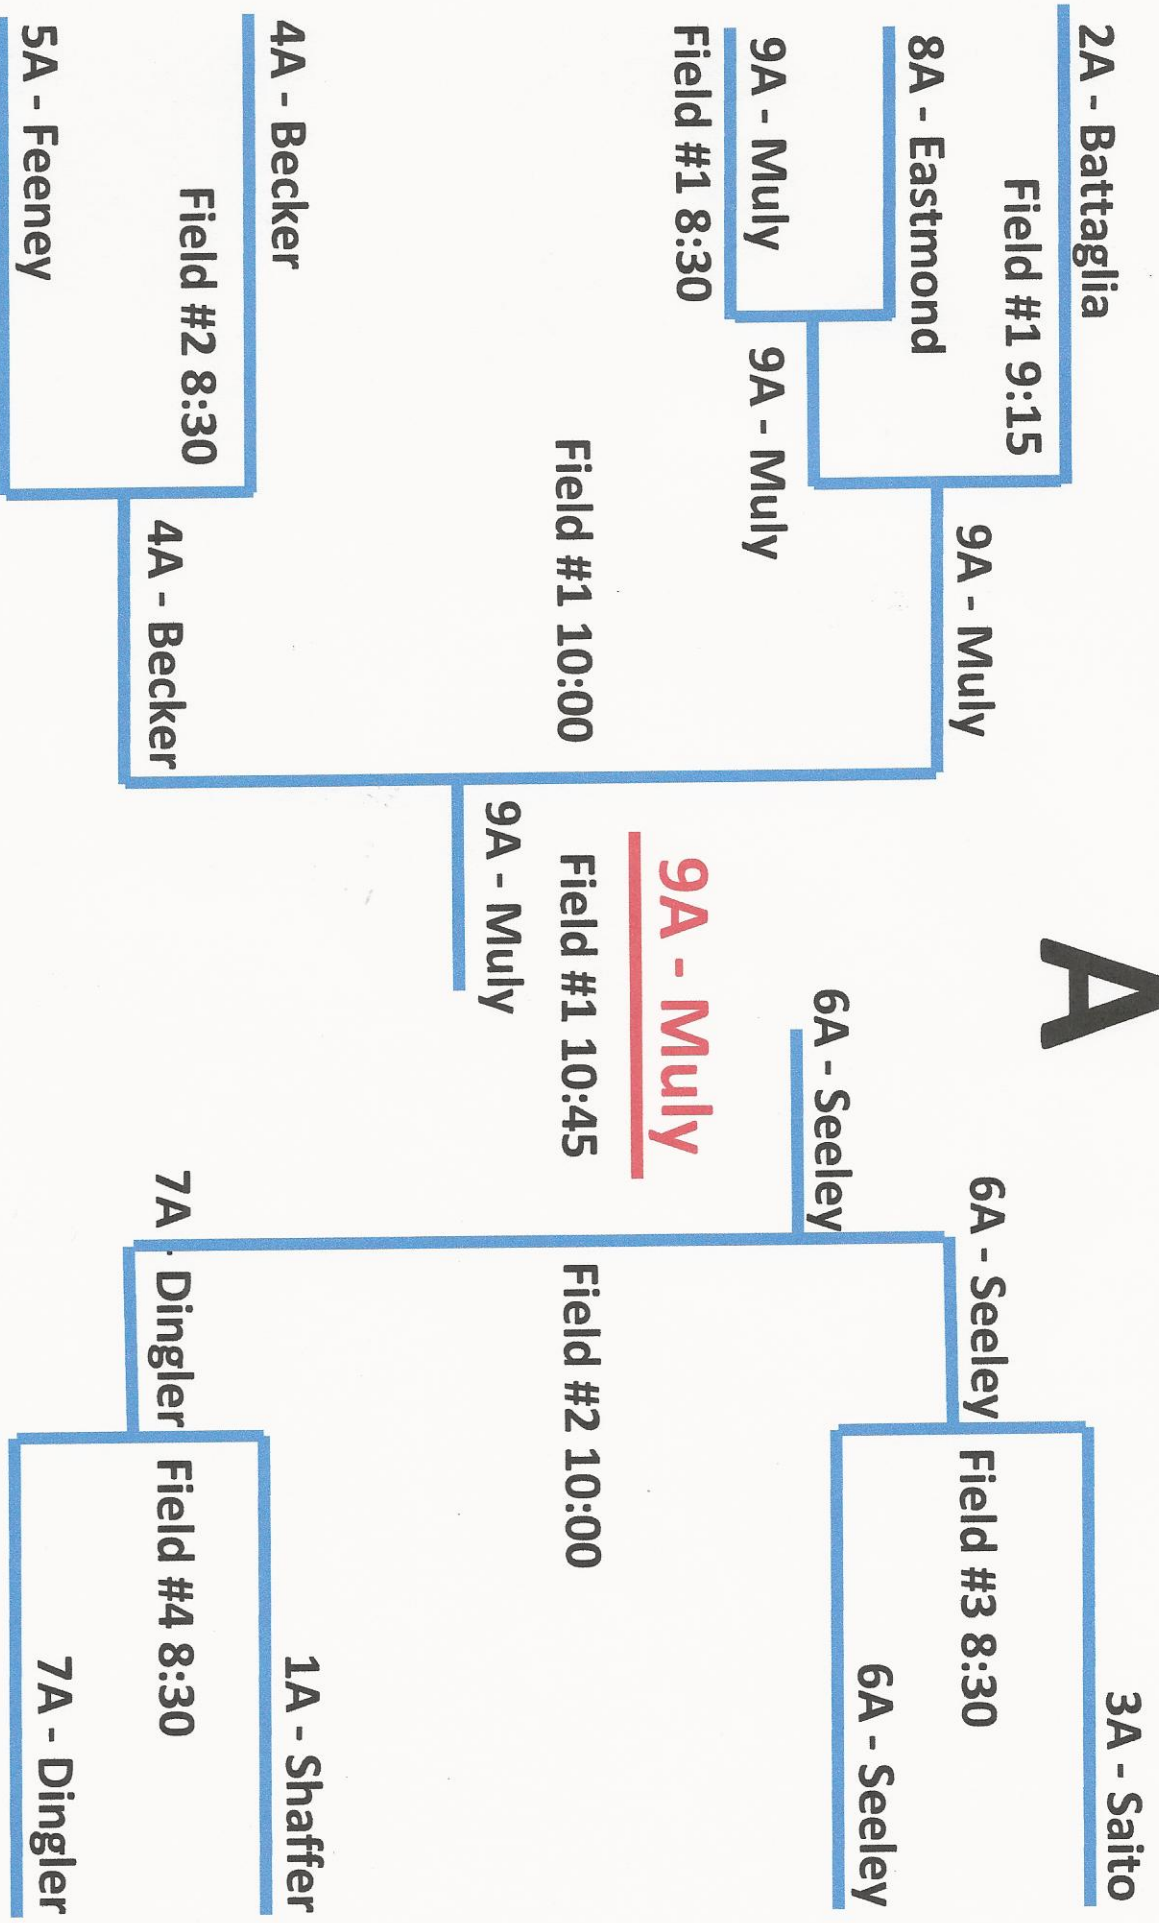 A
2A - Battaglia
Field #1 9:15
8A - Eastmond
9A - Muly
Field #1 8:30
9A - Muly
9A - Muly
4A - Becker
Field #2 8:30
5A - Feeney
4A - Becker
Field #1 10:00
9A - Muly
9A - Muly
Field #1 10:45
6A - Seeley
6A - Seeley
3A - Saito
Field #3 8:30
6A - Seeley
Field #2 10:00
7A - Dingler
1A - Shaffer
Field #4 8:30
7A - Dingler